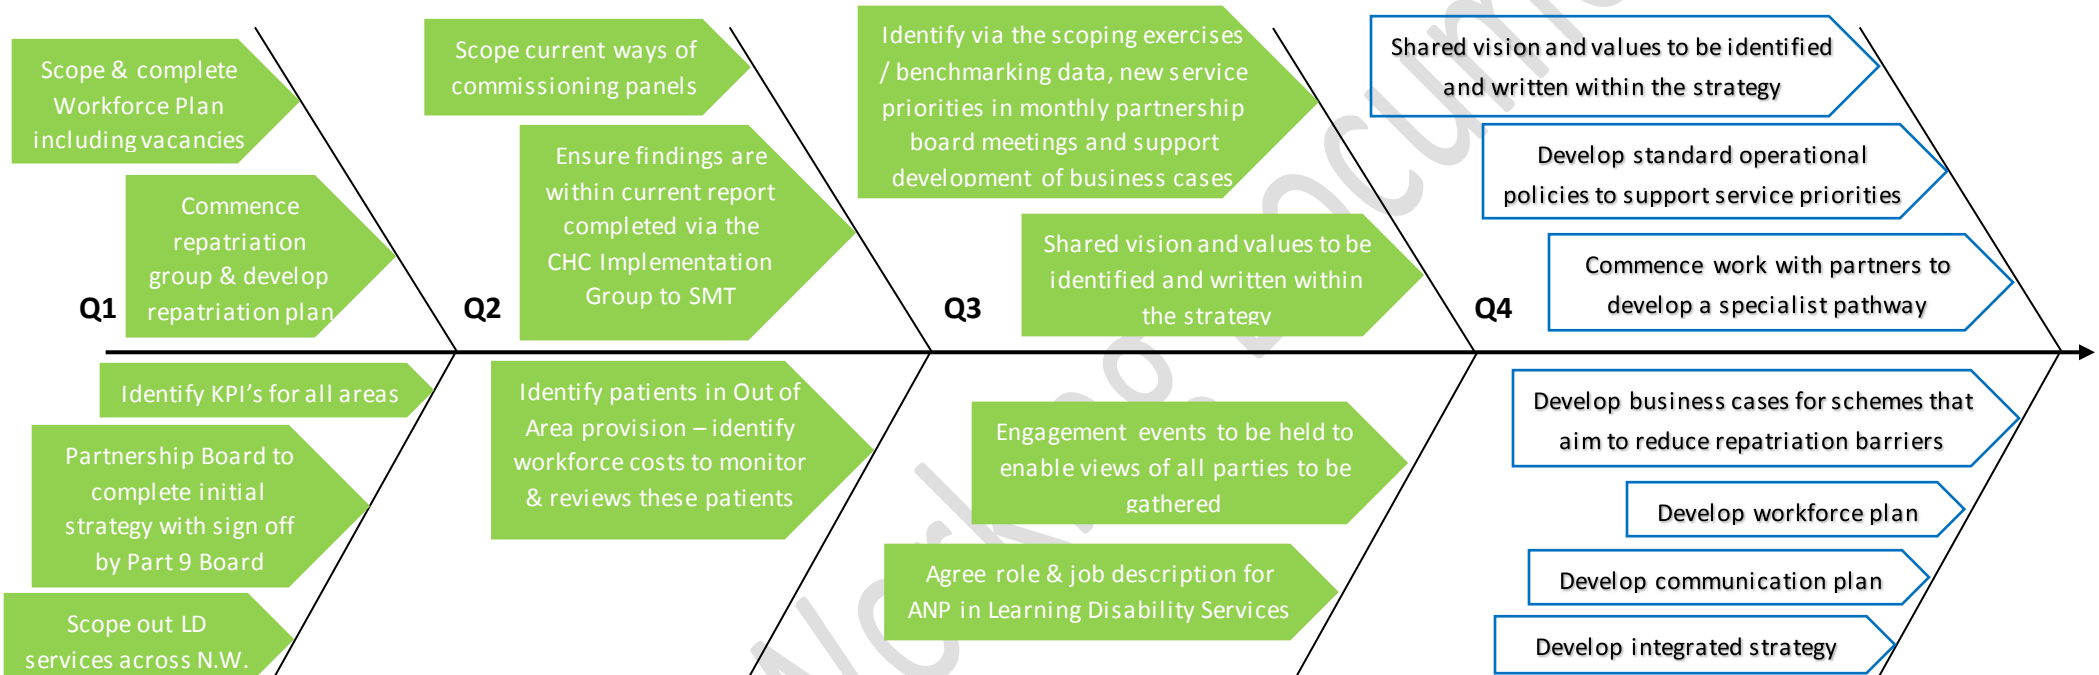 Scope & complete
Workforce Plan
including vacancies
Commence
repatriation
group & develop
repatriation plan
Q1
Identify KPI's for all areas
Partnership Board to
complete initial
strategy with sign off
by Part 9 Board
Scope out LD
services across N.W.
Scope current ways of
commissioning panels
Ensure findings are
within current report
completed via the
CHC Implementation
Group to SMT
Q2
Identify patients in Out of
Area provision – identify
workforce costs to monitor
& reviews these patients
Identify via the scoping exercises
/ benchmarking data, new service
priorities in monthly partnership
board meetings and support
development of business cases
Shared vision and values to be
identified and written within
the strategy
Q3
Engagement events to be held to
enable views of all parties to be
gathered
Agree role & job description for
ANP in Learning Disability Services
Shared vision and values to be identified
and written within the strategy
Develop standard operational
policies to support service priorities
Commence work with partners to
develop a specialist pathway
Q4
Develop business cases for schemes that
aim to reduce repatriation barriers
Develop workforce plan
Develop communication plan
Develop integrated strategy
Working Docum